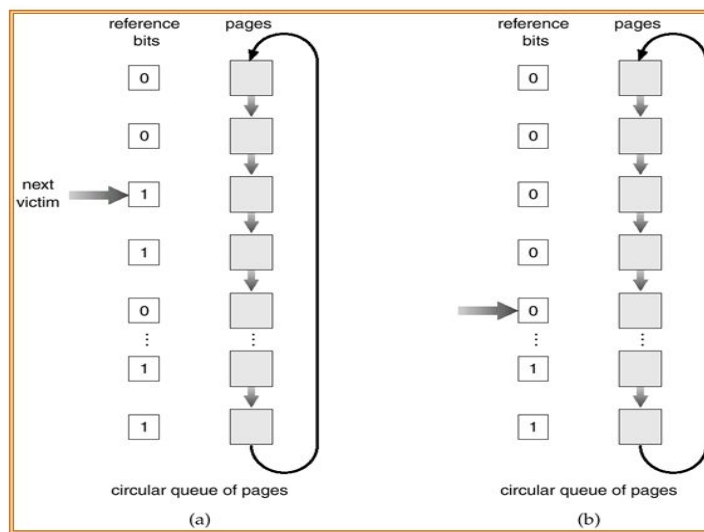 reference bits
pages
0
0
next victim
1
1
0
⋮
⋮
1
1
circular queue of pages
(a)
reference bits
pages
0
0
0
0
0
⋮
⋮
1
1
circular queue of pages
(b)